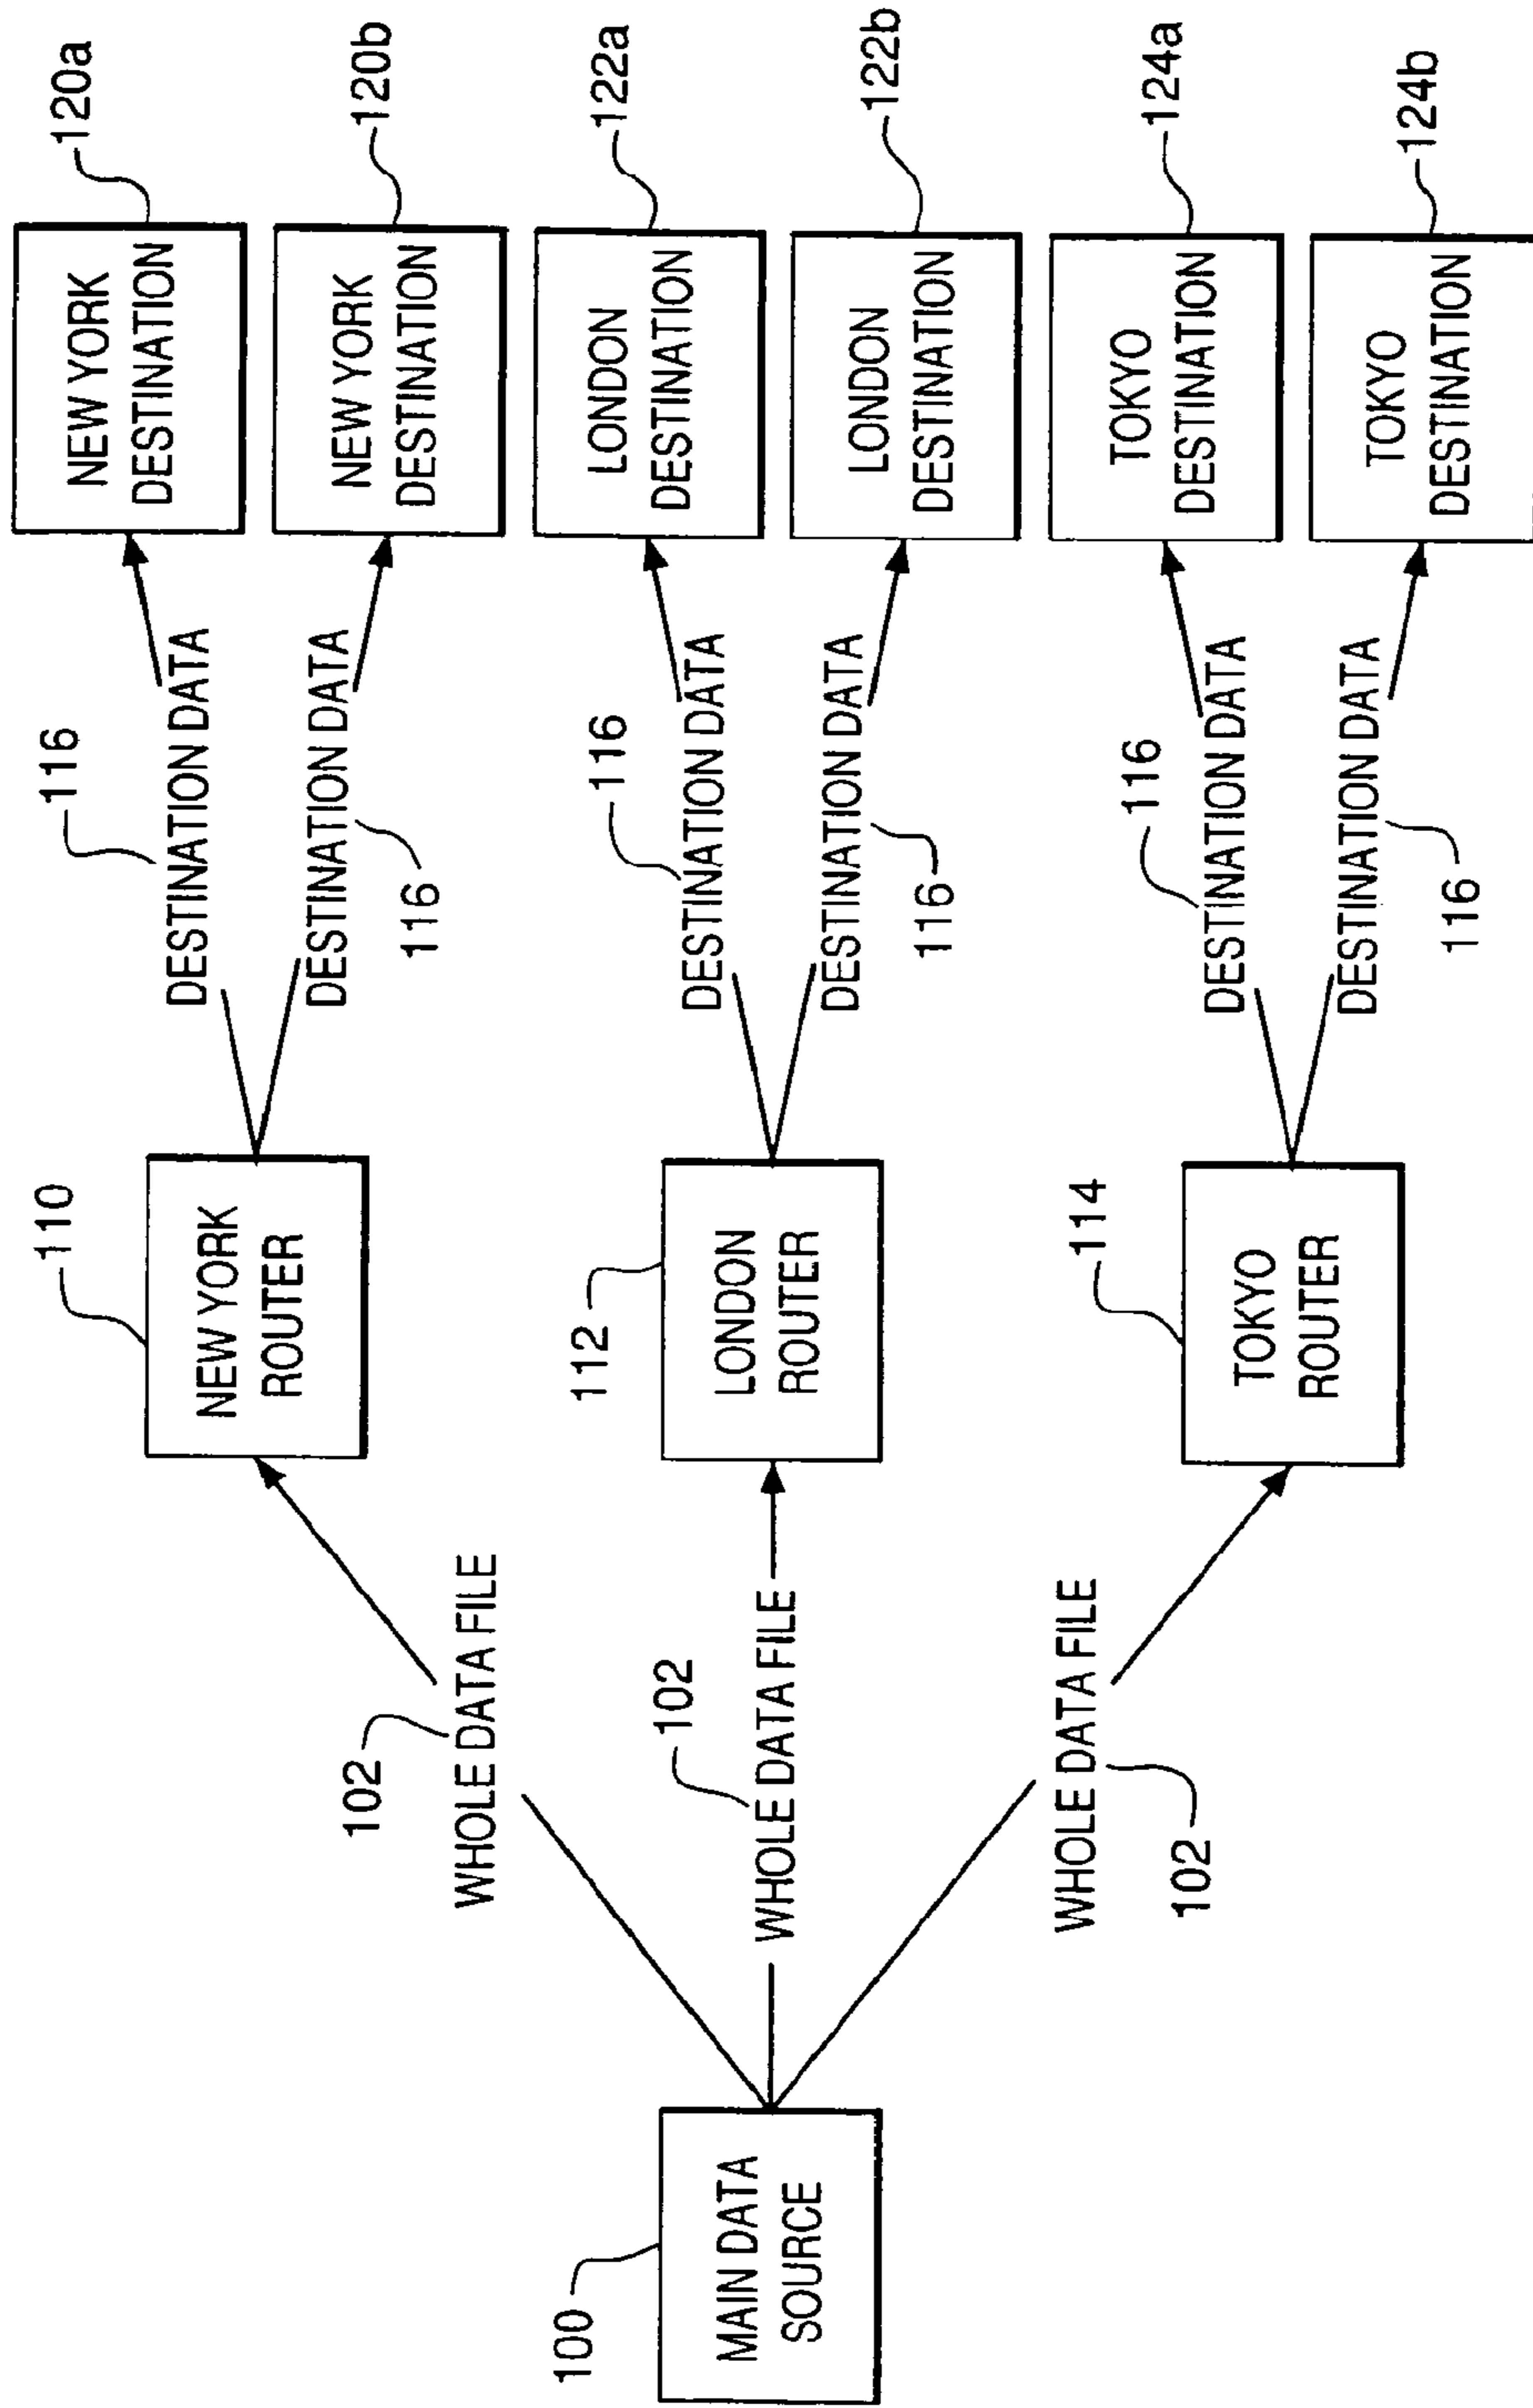 100
MAIN DATA
SOURCE
102
WHOLE DATA FILE
102
WHOLE DATA FILE
WHOLE DATA FILE
102
110
NEW YORK
ROUTER
112
LONDON
ROUTER
114
TOKYO
ROUTER
116
DESTINATION DATA
DESTINATION DATA
116
116
DESTINATION DATA
DESTINATION DATA
116
116
DESTINATION DATA
DESTINATION DATA
116
120a
NEW YORK
DESTINATION
120b
NEW YORK
DESTINATION
122a
LONDON
DESTINATION
122b
LONDON
DESTINATION
124a
TOKYO
DESTINATION
124b
TOKYO
DESTINATION